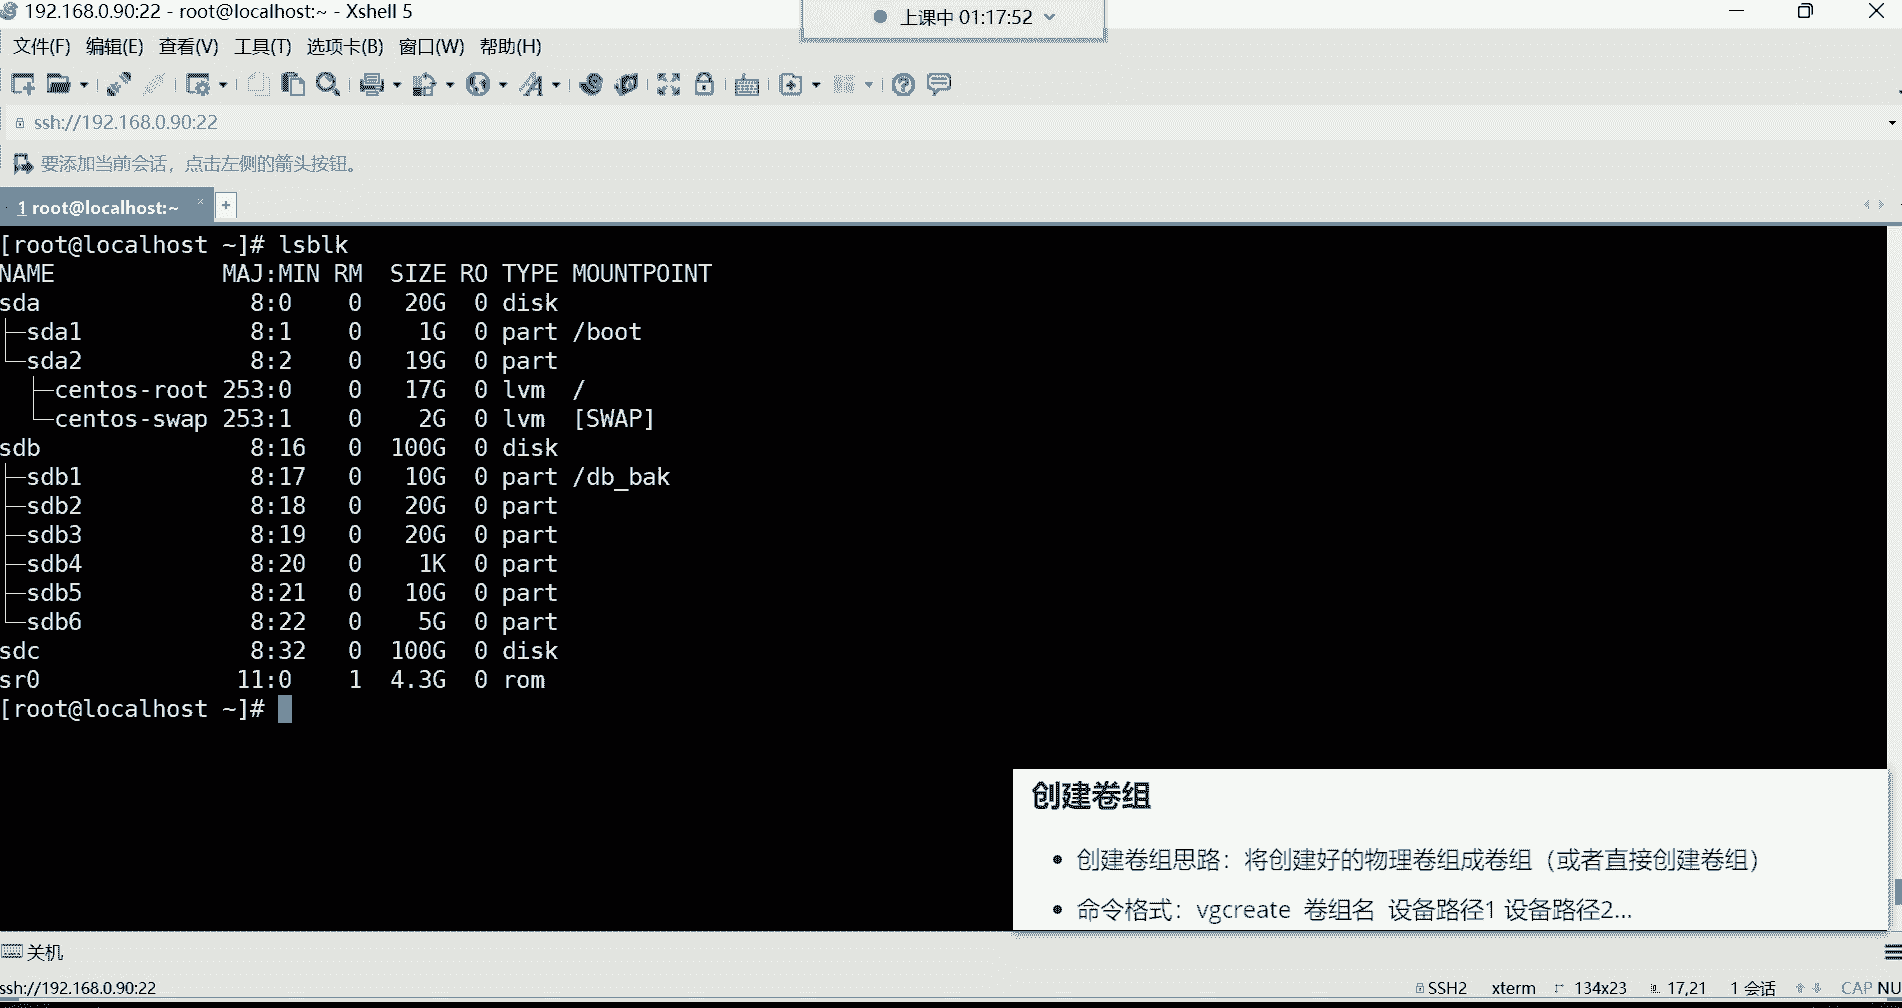 192.168.0.90:22 - root@localhost:~ - Xshell 5
上课中 01:17:52
文件(F) 编辑(E) 查看(V) 工具(T) 选项卡(B) 窗口(W) 帮助(H)
ssh://192.168.0.90:22
要添加当前会话，点击左侧的箭头按钮。
1 root@localhost:~
[root@localhost ~]# lsblk
NAME MAJ:MIN RM SIZE RO TYPE MOUNTPOINT
sda 8:0 0 20G 0 disk
├─sda1 8:1 0 1G 0 part /boot
└─sda2 8:2 0 19G 0 part
├─centos-root 253:0 0 17G 0 lvm /
└─centos-swap 253:1 0 2G 0 lvm [SWAP]
sdb 8:16 0 100G 0 disk
├─sdb1 8:17 0 10G 0 part /db_bak
├─sdb2 8:18 0 20G 0 part
├─sdb3 8:19 0 20G 0 part
├─sdb4 8:20 0 1K 0 part
├─sdb5 8:21 0 10G 0 part
└─sdb6 8:22 0 5G 0 part
sdc 8:32 0 100G 0 disk
sr0 11:0 1 4.3G 0 rom
[root@localhost ~]#
创建卷组
• 创建卷组思路：将创建好的物理卷组成卷组（或者直接创建卷组）
• 命令格式：vgcreate 卷组名 设备路径1 设备路径2...
关机
ssh://192.168.0.90:22 SSH2 xterm 134x23 17,21 1 会话 CAP NU